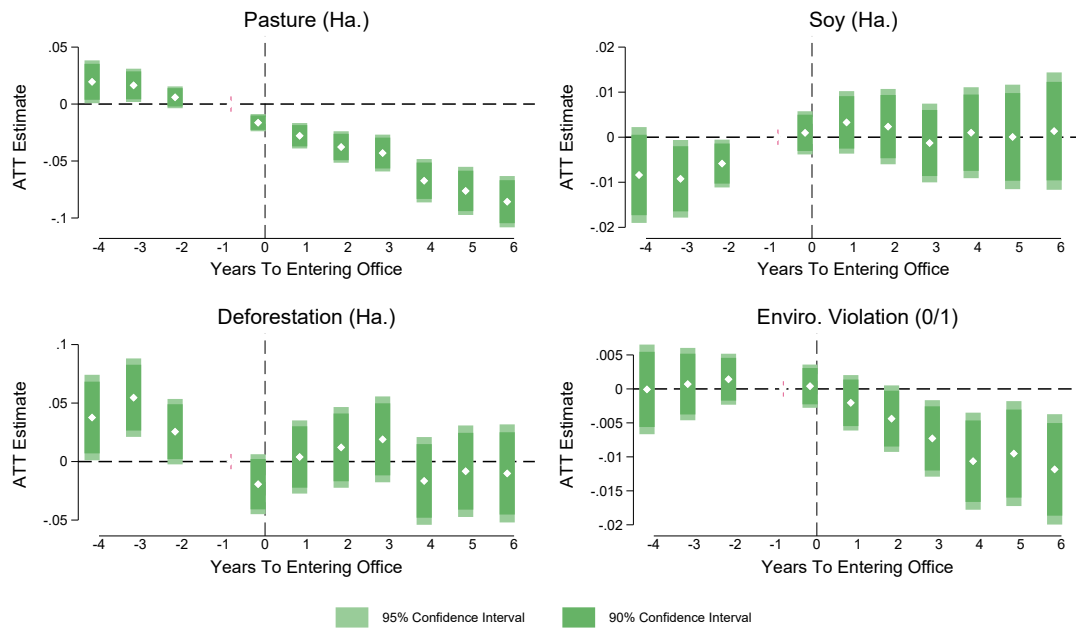 Pasture (Ha.)
ATT Estimate
.05
0
-.05
-.1
-4 -3 -2 -1 0 1 2 3 4 5 6
Years To Entering Office
Soy (Ha.)
ATT Estimate
.02
.010
0
-.01
-.02
-4 -3 -2 -1 0 1 2 3 4 5 6
Years To Entering Office
Deforestation (Ha.)
ATT Estimate
.1
.05
0
-.05
-4 -3 -2 -1 0 1 2 3 4 5 6
Years To Entering Office
Enviro. Violation (0/1)
ATT Estimate
.005
0
-.005
-.01
-.015
-.02
-4 -3 -2 -1 0 1 2 3 4 5 6
Years To Entering Office
95% Confidence Interval
90% Confidence Interval